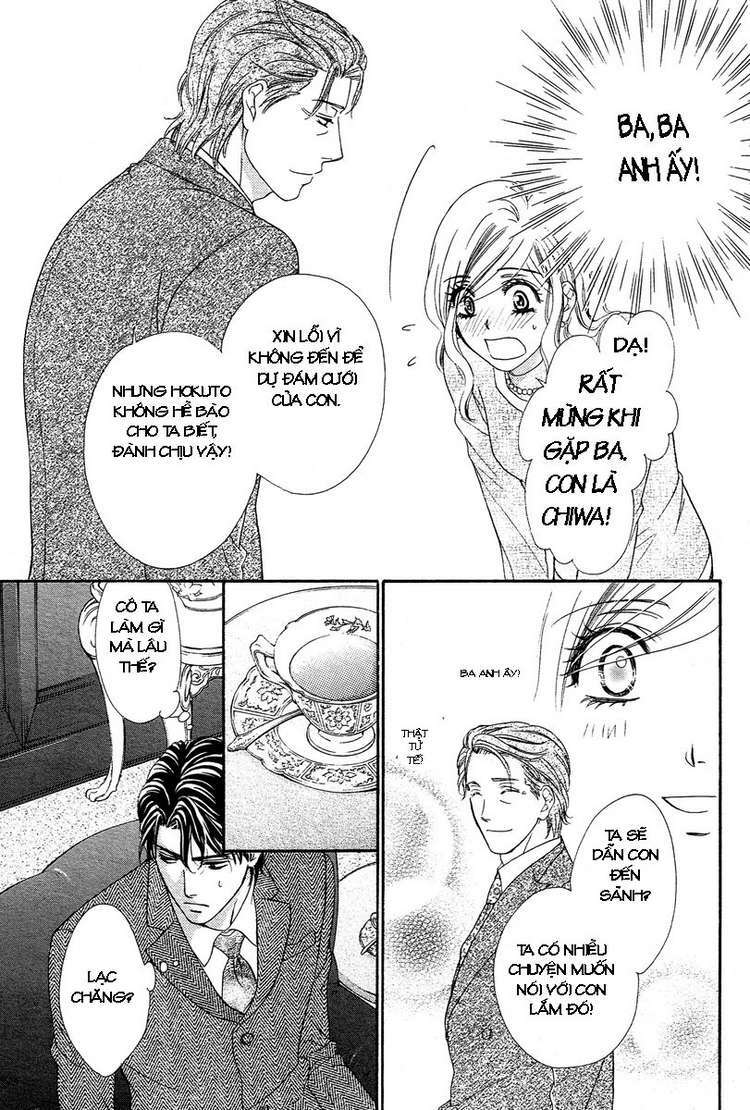 BA, BA
ANH ẤY!
DẠ!
RẤT
MỪNG KHI
GẶP BA.
CON LÀ
CHIWA!
XIN LỖI VÌ
KHÔNG ĐẾN ĐỂ
DỰ ĐÁM CƯỚI
CỦA CON.
NHƯNG HOKUTO
KHÔNG HỀ BÀO
CHO TA BIẾT,
ĐÀNH CHỊU VẬY!
BA ANH ẤY!
THẬT
TỬ
TẾ!
TA SẼ
DẪN CON
ĐẾN
SẢNH?
TA CÓ NHIỀU
CHUYỆN MUỐN
NÓI VỚI CON
LẮM ĐÓ!
CÔ TA
LÀM GÌ
MÀ LÂU
THẾ?
LẠC
CHĂNG?